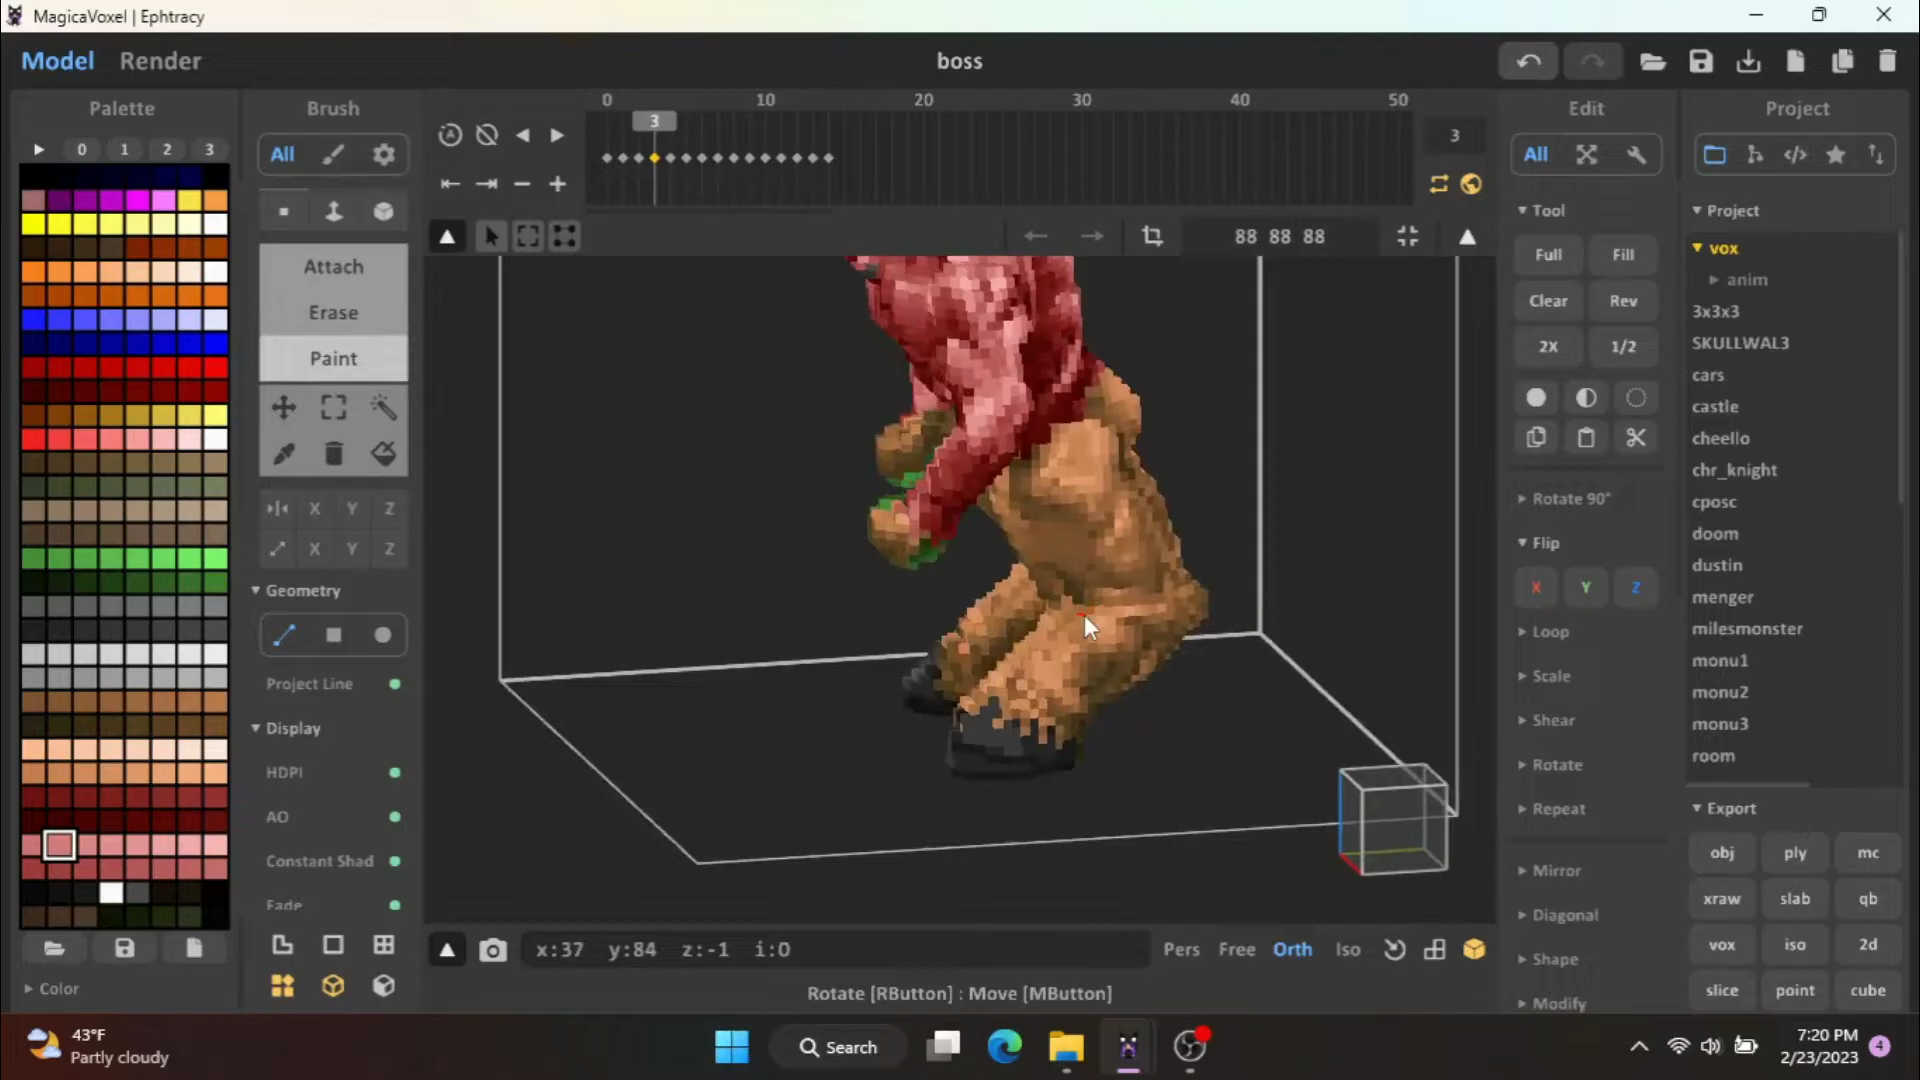 MagicaVoxel | Ephtracy
Model Render
boss
Palette
Brush
Edit
Project
0 1 2 3
All
0 10 20 30 40 50
3
3
All
Attach
Erase
Paint
X Y Z
X Y Z
Geometry
Project Line
Display
HDPI
AO
Constant Shad
Fade
Color
88 88 88
Tool
Full Fill
Clear Rev
2X 1/2
Rotate 90°
Flip
X Y Z
Loop
Scale
Shear
Rotate
Repeat
Mirror
Diagonal
Shape
Modify
Project
vox
anim
3x3x3
SKULLWAL3
cars
castle
cheello
chr_knight
cposc
doom
dustin
menger
milesmonster
monu1
monu2
monu3
room
Export
obj ply mc
xraw slab qb
vox iso 2d
slice point cube
x:37 y:84 z:-1 i:0
Pers Free Orth Iso
Rotate [RButton] : Move [MButton]
43°F
Partly cloudy
Search
7:20 PM
2/23/2023
4